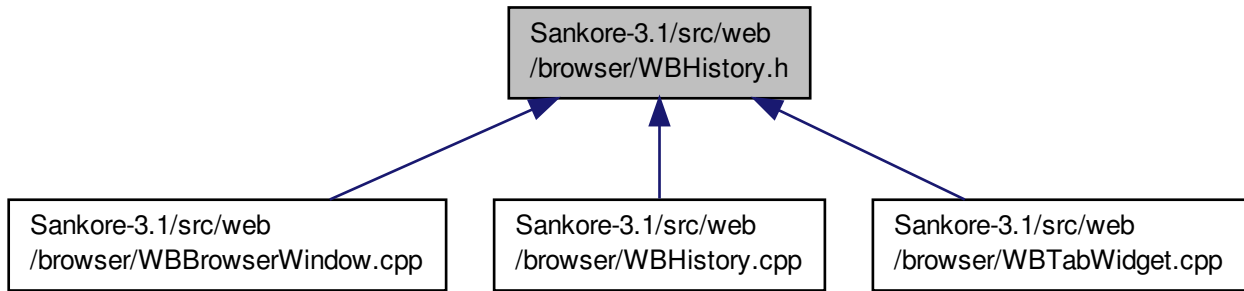 Sankore-3.1/src/web
/browser/WBHistory.h
Sankore-3.1/src/web
/browser/WBBrowserWindow.cpp
Sankore-3.1/src/web
/browser/WBHistory.cpp
Sankore-3.1/src/web
/browser/WBTabWidget.cpp